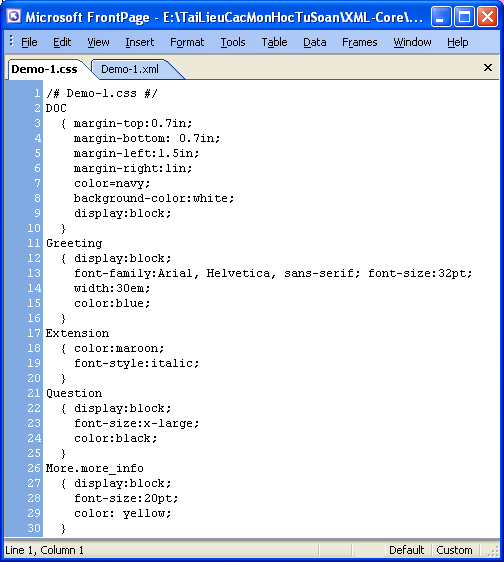 Microsoft FrontPage - E:\TaiLieuCacMonHocTuSoan\XML-Core\...
File Edit View Insert Format Tools Table Data Frames Window Help
Demo-1.css Demo-1.xml
1 /# Demo-1.css #/
2 DOC
3 { margin-top:0.7in;
4 margin-bottom: 0.7in;
5 margin-left:1.5in;
6 margin-right:1in;
7 color=navy;
8 background-color:white;
9 display:block;
10 }
11 Greeting
12 { display:block;
13 font-family:Arial, Helvetica, sans-serif; font-size:32pt;
14 width:30em;
15 color:blue;
16 }
17 Extension
18 { color:maroon;
19 font-style:italic;
20 }
21 Question
22 { display:block;
23 font-size:x-large;
24 color:black;
25 }
26 More.more_info
27 { display:block;
28 font-size:20pt;
29 color: yellow;
30 }
Line 1, Column 1 Default Custom